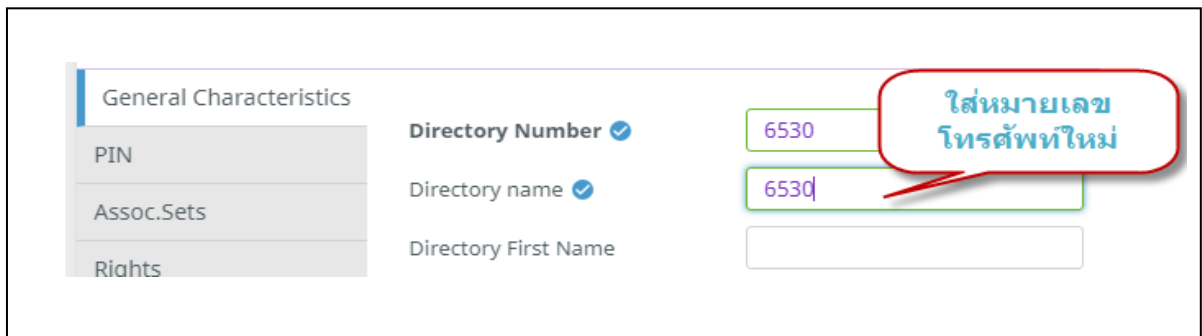 General Characteristics
PIN
Assoc.Sets
Rights
Directory Number
6530
Directory name
6530
Directory First Name
ใส่หมายเลข
โทรศัพท์ใหม่